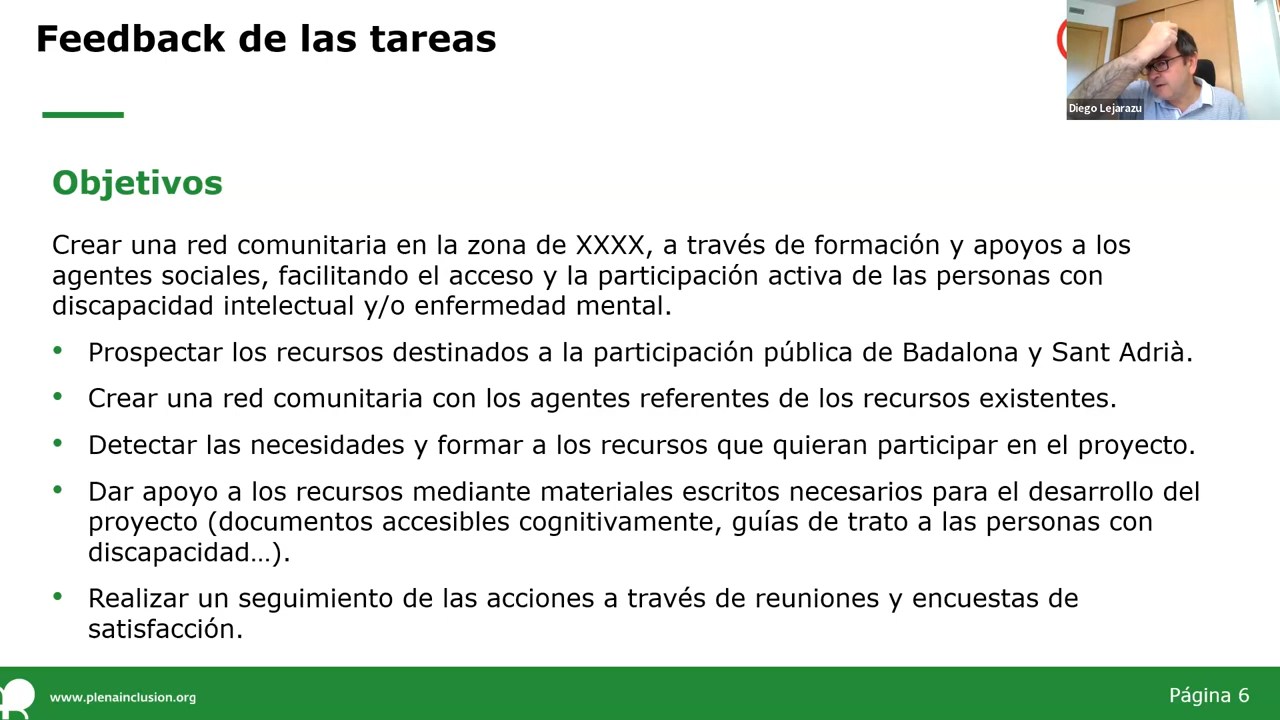 Feedback de las tareas
Diego Lejarazu
Objetivos
Crear una red comunitaria en la zona de XXXX, a través de formación y apoyos a los
agentes sociales, facilitando el acceso y la participación activa de las personas con
discapacidad intelectual y/o enfermedad mental.
• Prospectar los recursos destinados a la participación pública de Badalona y Sant Adrià.
• Crear una red comunitaria con los agentes referentes de los recursos existentes.
• Detectar las necesidades y formar a los recursos que quieran participar en el proyecto.
• Dar apoyo a los recursos mediante materiales escritos necesarios para el desarrollo del
proyecto (documentos accesibles cognitivamente, guías de trato a las personas con
discapacidad…).
• Realizar un seguimiento de las acciones a través de reuniones y encuestas de
satisfacción.
www.plenainclusion.org
Página 6